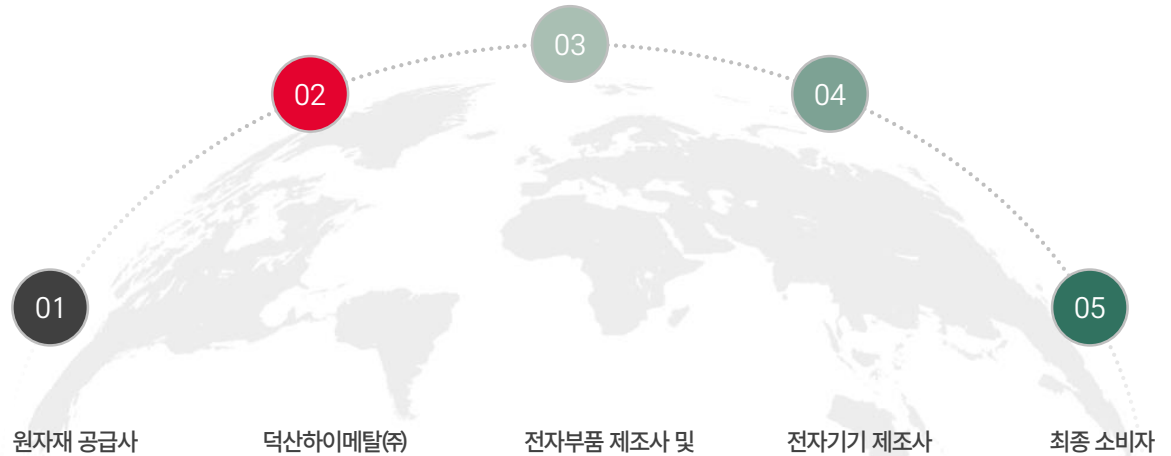 03
02
04
01
05
원자재 공급사
덕산하이메탈㈜
전자부품 제조사 및
전자기기 제조사
최종 소비자